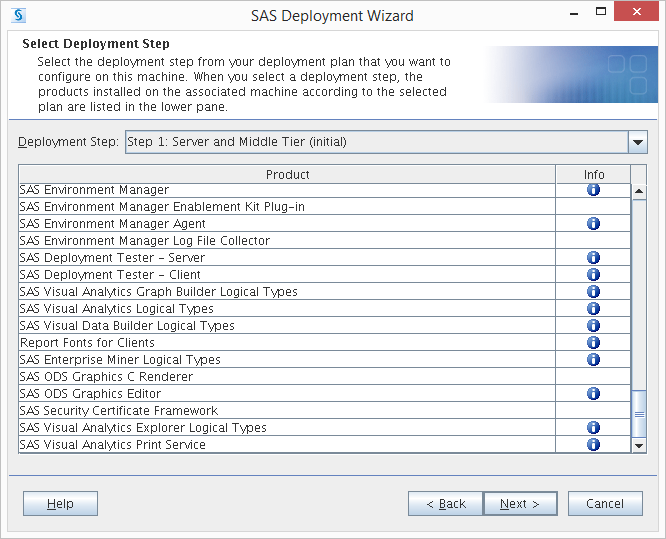 SAS Deployment Wizard
Select Deployment Step
Select the deployment step from your deployment plan that you want to
configure on this machine. When you select a deployment step, the
products installed on the associated machine according to the selected
plan are listed in the lower pane.
Deployment Step: Step 1: Server and Middle Tier (initial)
Product Info
SAS Environment Manager
SAS Environment Manager Enablement Kit Plug-in
SAS Environment Manager Agent
SAS Environment Manager Log File Collector
SAS Deployment Tester - Server
SAS Deployment Tester - Client
SAS Visual Analytics Graph Builder Logical Types
SAS Visual Analytics Logical Types
SAS Visual Data Builder Logical Types
Report Fonts for Clients
SAS Enterprise Miner Logical Types
SAS ODS Graphics C Renderer
SAS ODS Graphics Editor
SAS Security Certificate Framework
SAS Visual Analytics Explorer Logical Types
SAS Visual Analytics Print Service
Help < Back Next > Cancel